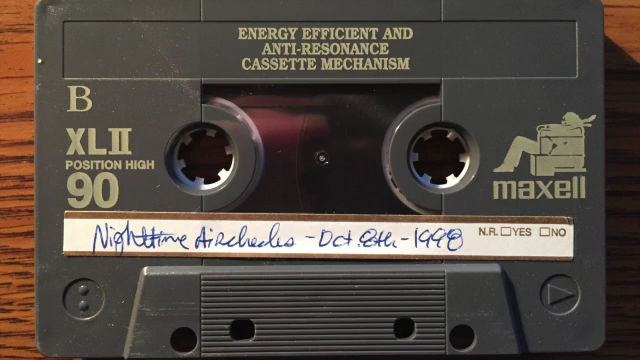 ENERGY EFFICIENT AND
ANTI-RESONANCE
CASSETTE MECHANISM
B
XLII
POSITION HIGH
90
maxell
Nighttime Airchecks - Oct. 8th - 1998
N.R. □YES □NO